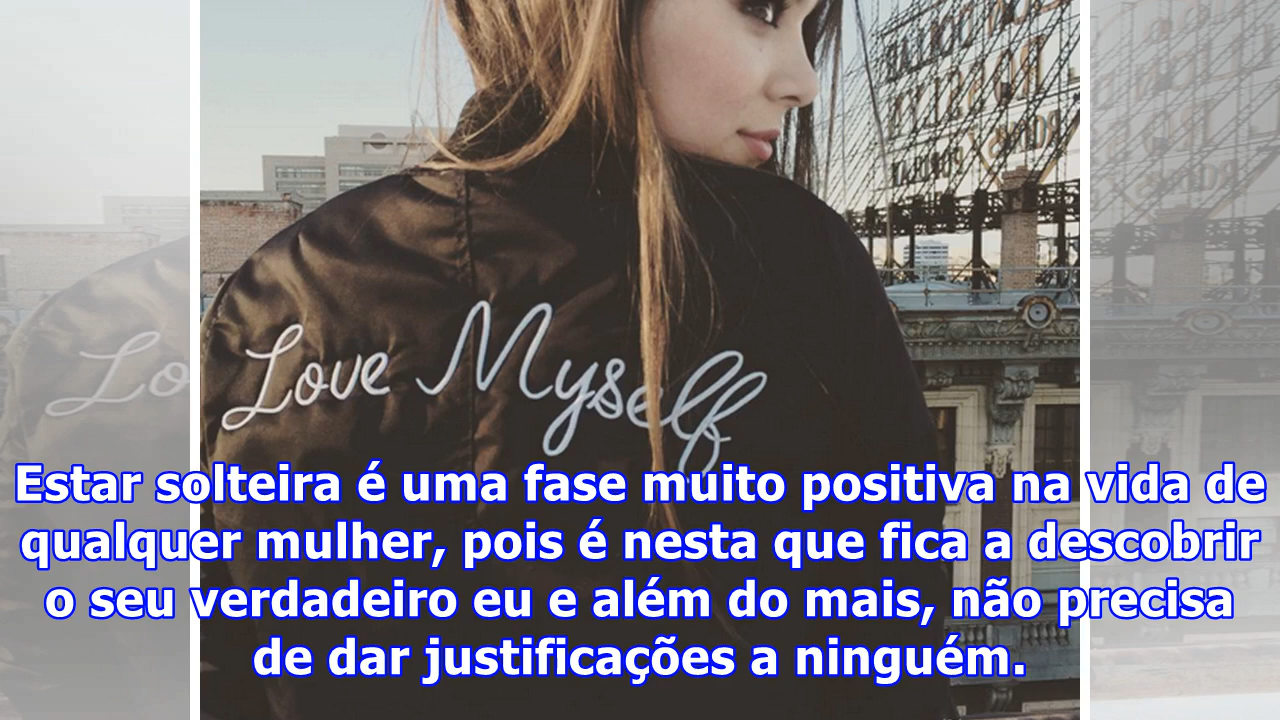 Love Myself
Lo
Estar solteira é uma fase muito positiva na vida de
qualquer mulher, pois é nesta que fica a descobrir
o seu verdadeiro eu e além do mais, não precisa
de dar justificações a ninguém.